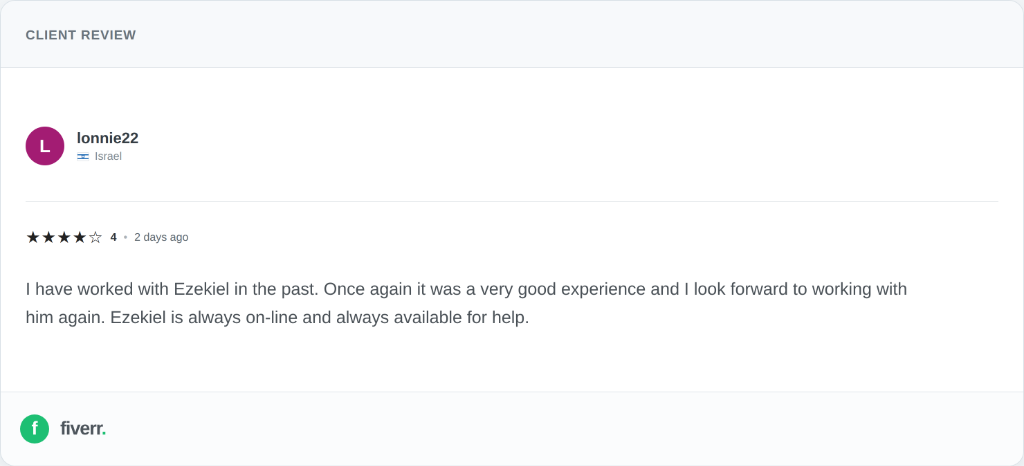 CLIENT REVIEW
L
lonnie22
Israel
★★★★☆ 4 • 2 days ago
I have worked with Ezekiel in the past. Once again it was a very good experience and I look forward to working with
him again. Ezekiel is always on-line and always available for help.
f fiverr.